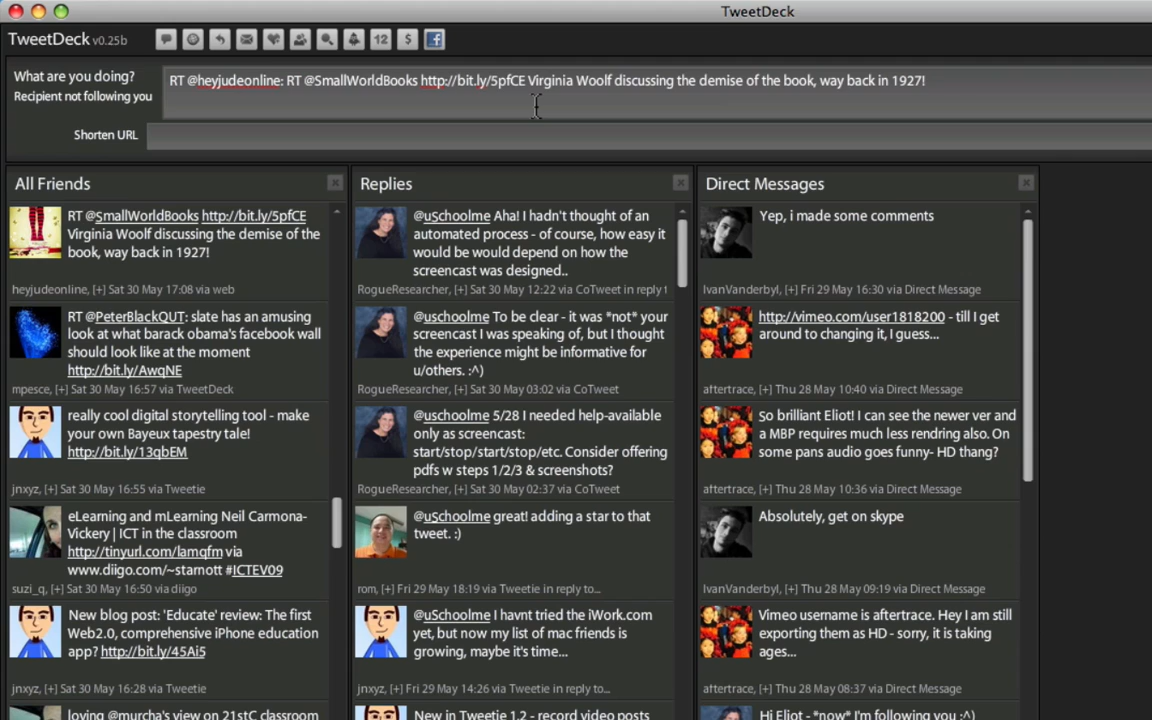 TweetDeck
TweetDeck v0.25b
12
$
f
What are you doing?
Recipient not following you
RT @heyjudeonline: RT @SmallWorldBooks http://bit.ly/5pfCE Virginia Woolf discussing the demise of the book, way back in 1927!
Shorten URL
All Friends
RT @SmallWorldBooks http://bit.ly/5pfCE
Virginia Woolf discussing the demise of the
book, way back in 1927!
heyjudeonline, [+] Sat 30 May 17:08 via web
RT @PeterBlackQUT: slate has an amusing
look at what barack obama's facebook wall
should look like at the moment
http://bit.ly/AwqNE
mpesce, [+] Sat 30 May 16:57 via TweetDeck
really cool digital storytelling tool - make
your own Bayeux tapestry tale!
http://bit.ly/13qbEM
jnxyz, [+] Sat 30 May 16:55 via Tweetie
eLearning and mLearning Neil Carmona-
Vickery | ICT in the classroom
http://tinyurl.com/lamqfm via
www.diigo.com/~starnott #ICTEV09
suzi_q, [+] Sat 30 May 16:50 via diigo
New blog post: 'Educate' review: The first
Web2.0, comprehensive iPhone education
app? http://bit.ly/45Ai5
jnxyz, [+] Sat 30 May 16:28 via Tweetie
loving @murcha's view on 21stC classroom
Replies
@uSchoolme Aha! I hadn't thought of an
automated process - of course, how easy it
would be would depend on how the
screencast was designed..
RogueResearcher, [+] Sat 30 May 12:22 via CoTweet in reply t
@uschoolme To be clear - it was *not* your
screencast I was speaking of, but I thought
the experience might be informative for
u/others. :^)
RogueResearcher, [+] Sat 30 May 03:02 via CoTweet
@uschoolme 5/28 I needed help-available
only as screencast:
start/stop/start/stop/etc. Consider offering
pdfs w steps 1/2/3 & screenshots?
RogueResearcher, [+] Sat 30 May 02:37 via CoTweet
@uSchoolme great! adding a star to that
tweet. :)
rom, [+] Fri 29 May 18:19 via Tweetie in reply to...
@uSchoolme I havnt tried the iWork.com
yet, but now my list of mac friends is
growing, maybe it's time...
jnxyz, [+] Fri 29 May 14:26 via Tweetie in reply to...
New in Tweetie 1.2 - record video posts
Direct Messages
Yep, i made some comments
IvanVanderbyl, [+] Fri 29 May 16:30 via Direct Message
http://vimeo.com/user1818200 - till I get
around to changing it, I guess...
aftertrace, [+] Thu 28 May 10:40 via Direct Message
So brilliant Eliot! I can see the newer ver and
a MBP requires much less rendring also. On
some pans audio goes funny- HD thang?
aftertrace, [+] Thu 28 May 10:36 via Direct Message
Absolutely, get on skype
IvanVanderbyl, [+] Thu 28 May 09:19 via Direct Message
Vimeo username is aftertrace. Hey I am still
exporting them as HD - sorry, it is taking
ages...
aftertrace, [+] Thu 28 May 08:37 via Direct Message
Hi Eliot - *now* I'm following you :^)